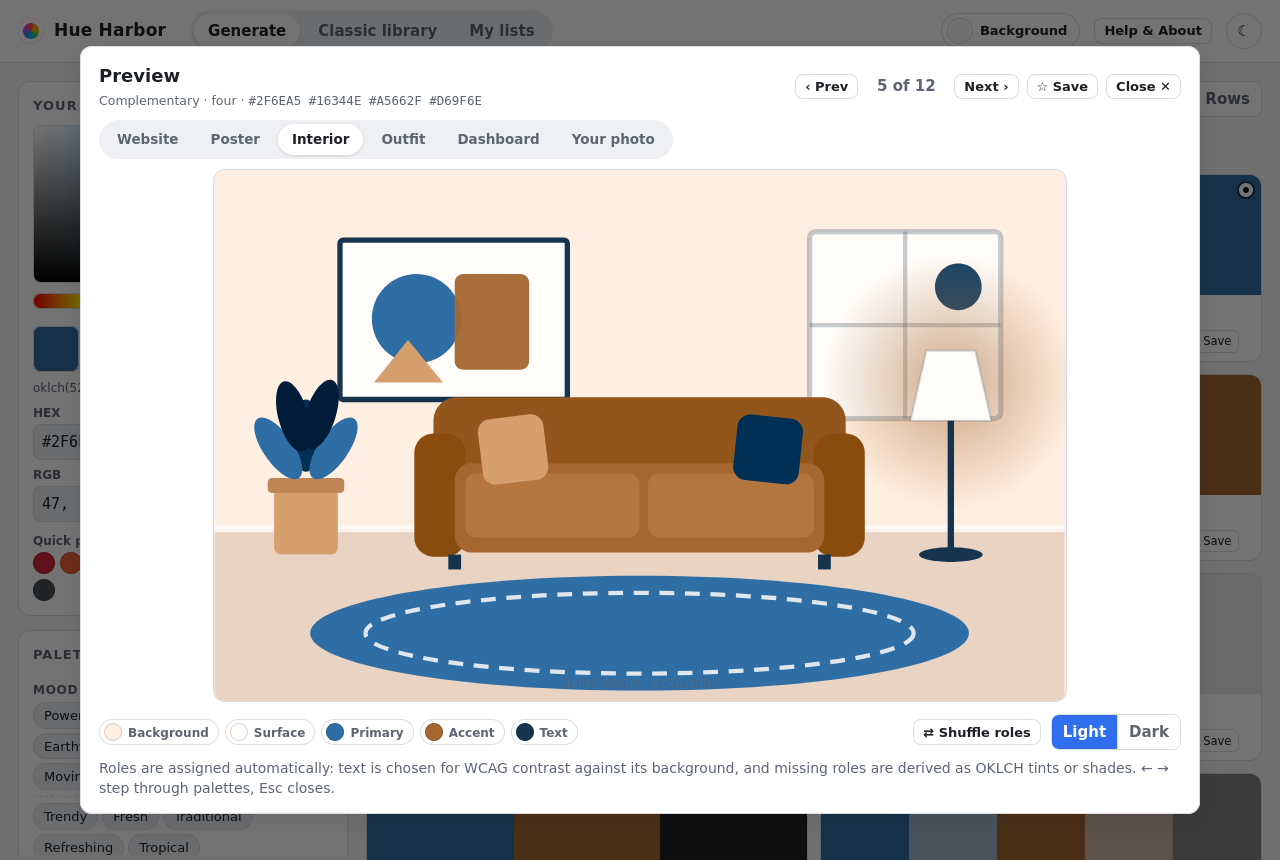 Hue Harbor
Generate
Classic library
My lists
Background
Help & About
YOUR
Rows
Preview
Complementary · four · #2F6EA5 #16344E #A5662F #D69F6E
‹ Prev
5 of 12
Next ›
☆ Save
Close ✕
Website
Poster
Interior
Outfit
Dashboard
Your photo
oklch(52
HEX
#2F6
RGB
47,
Quick p
Save
Save
Save
Background
Surface
Primary
Accent
Text
⇄ Shuffle roles
Light
Dark
Roles are assigned automatically: text is chosen for WCAG contrast against its background, and missing roles are derived as OKLCH tints or shades. ← →
step through palettes, Esc closes.
PALET
MOOD
Power
Earth
Movin
Trendy
Fresh
Traditional
Refreshing
Tropical